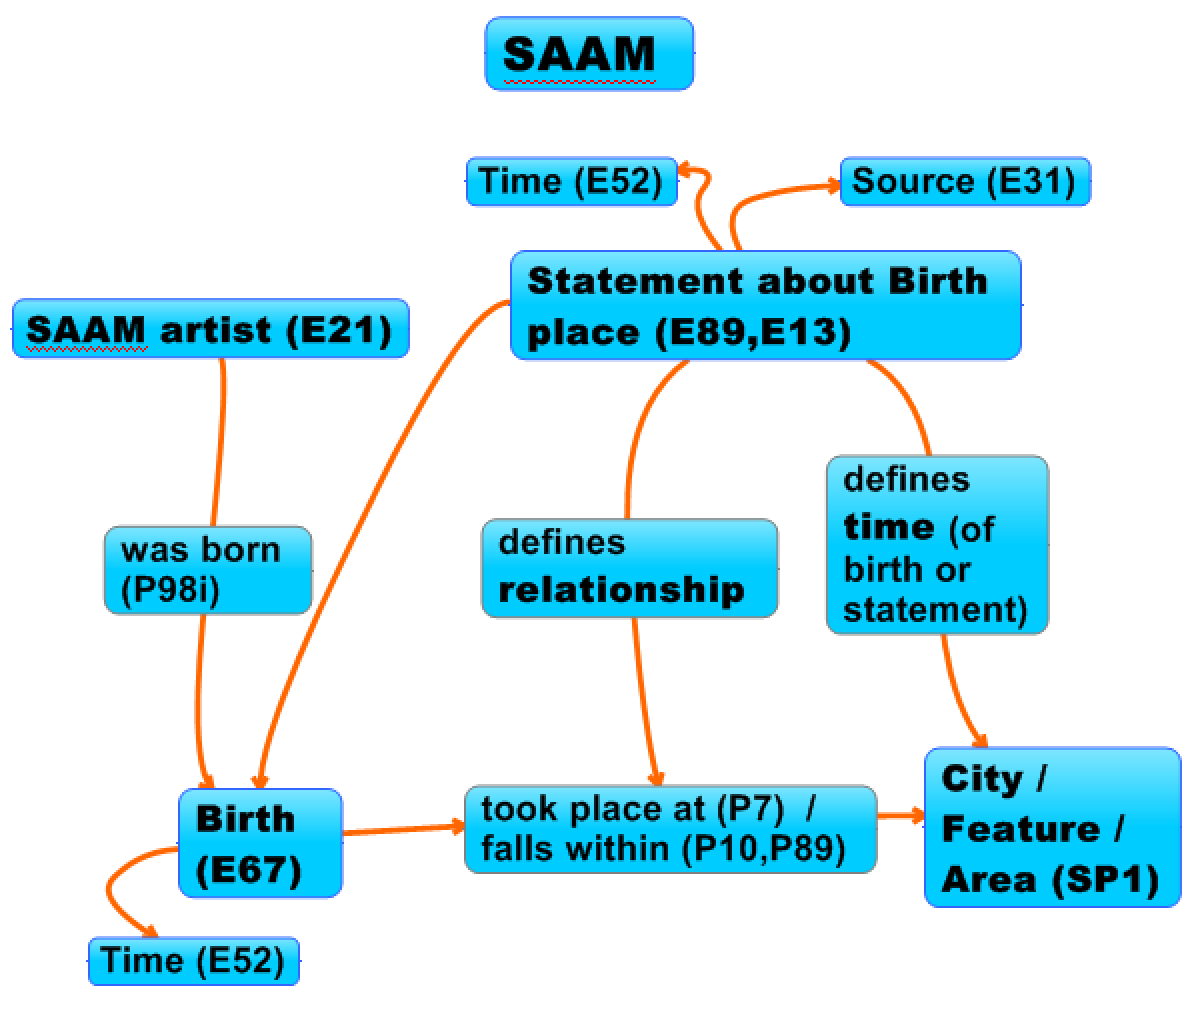 SAAM
Time (E52)
Source (E31)
Statement about Birth
place (E89,E13)
SAAM artist (E21)
was born
(P98i)
defines
relationship
defines
time (of
birth or
statement)
Birth
(E67)
took place at (P7) /
falls within (P10,P89)
City /
Feature /
Area (SP1)
Time (E52)